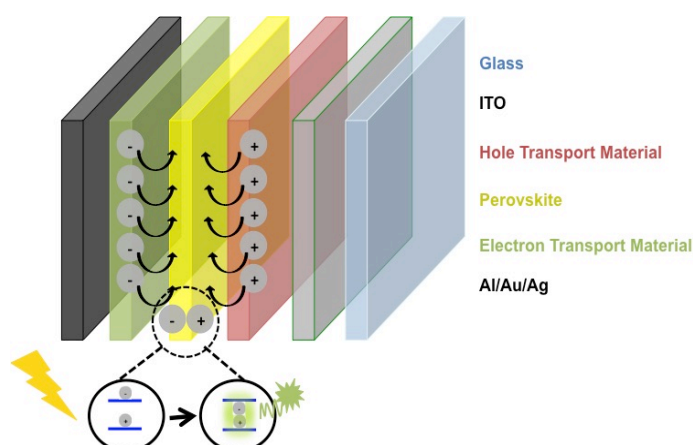 Glass
ITO
Hole Transport Material
Perovskite
Electron Transport Material
Al/Au/Ag
- +
- +
- +
- +
- +
- +
- -
+ +